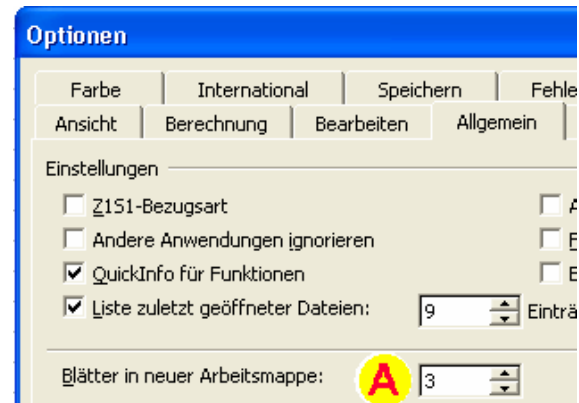 Optionen
Farbe International Speichern
Ansicht Berechnung Bearbeiten Allgemein
Einstellungen
Z1S1-Bezugsart
Andere Anwendungen ignorieren
QuickInfo für Funktionen
Liste zuletzt geöffneter Dateien: 9
Blätter in neuer Arbeitsmappe: A 3